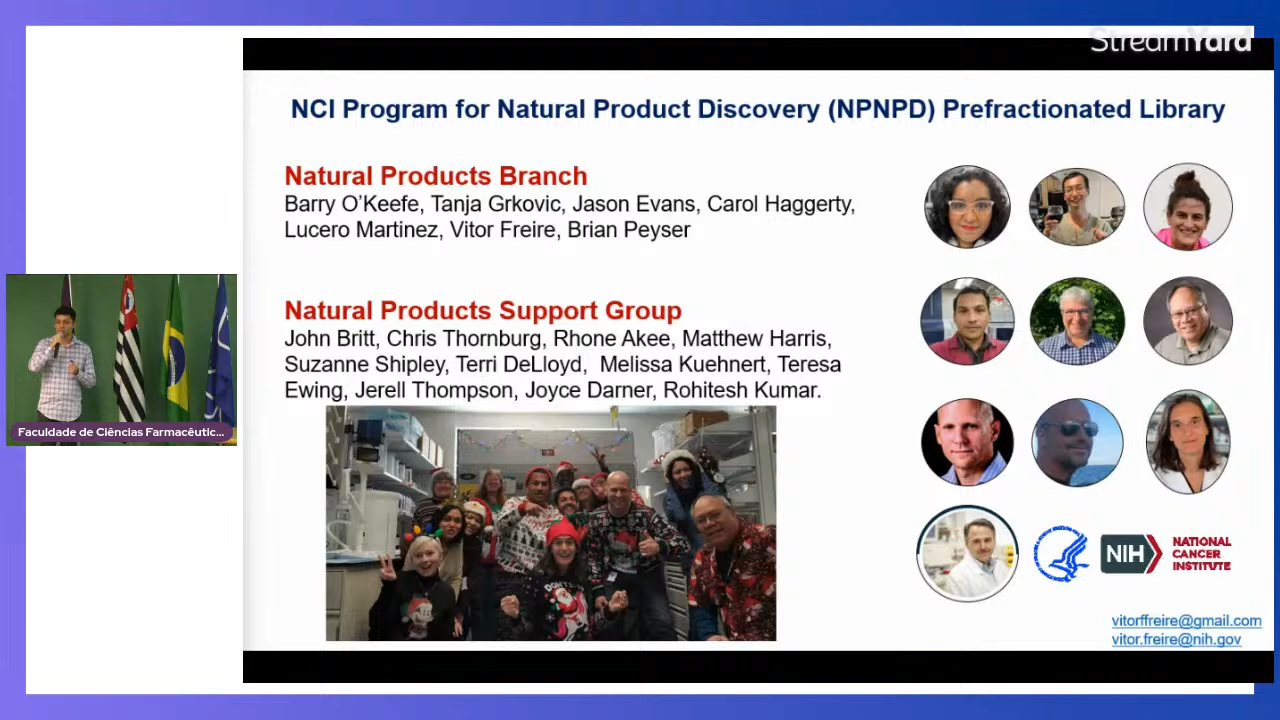 StreamYard
NCI Program for Natural Product Discovery (NPNPD) Prefractionated Library
Natural Products Branch
Barry O'Keefe, Tanja Grkovic, Jason Evans, Carol Haggerty,
Lucero Martinez, Vitor Freire, Brian Peyser
Natural Products Support Group
John Britt, Chris Thornburg, Rhone Akee, Matthew Harris,
Suzanne Shipley, Terri DeLloyd, Melissa Kuehnert, Teresa
Ewing, Jerell Thompson, Joyce Darner, Rohitesh Kumar.
Faculdade de Ciências Farmacêutic...
NIH
NATIONAL
CANCER
INSTITUTE
vitorffreire@gmail.com
vitor.freire@nih.gov